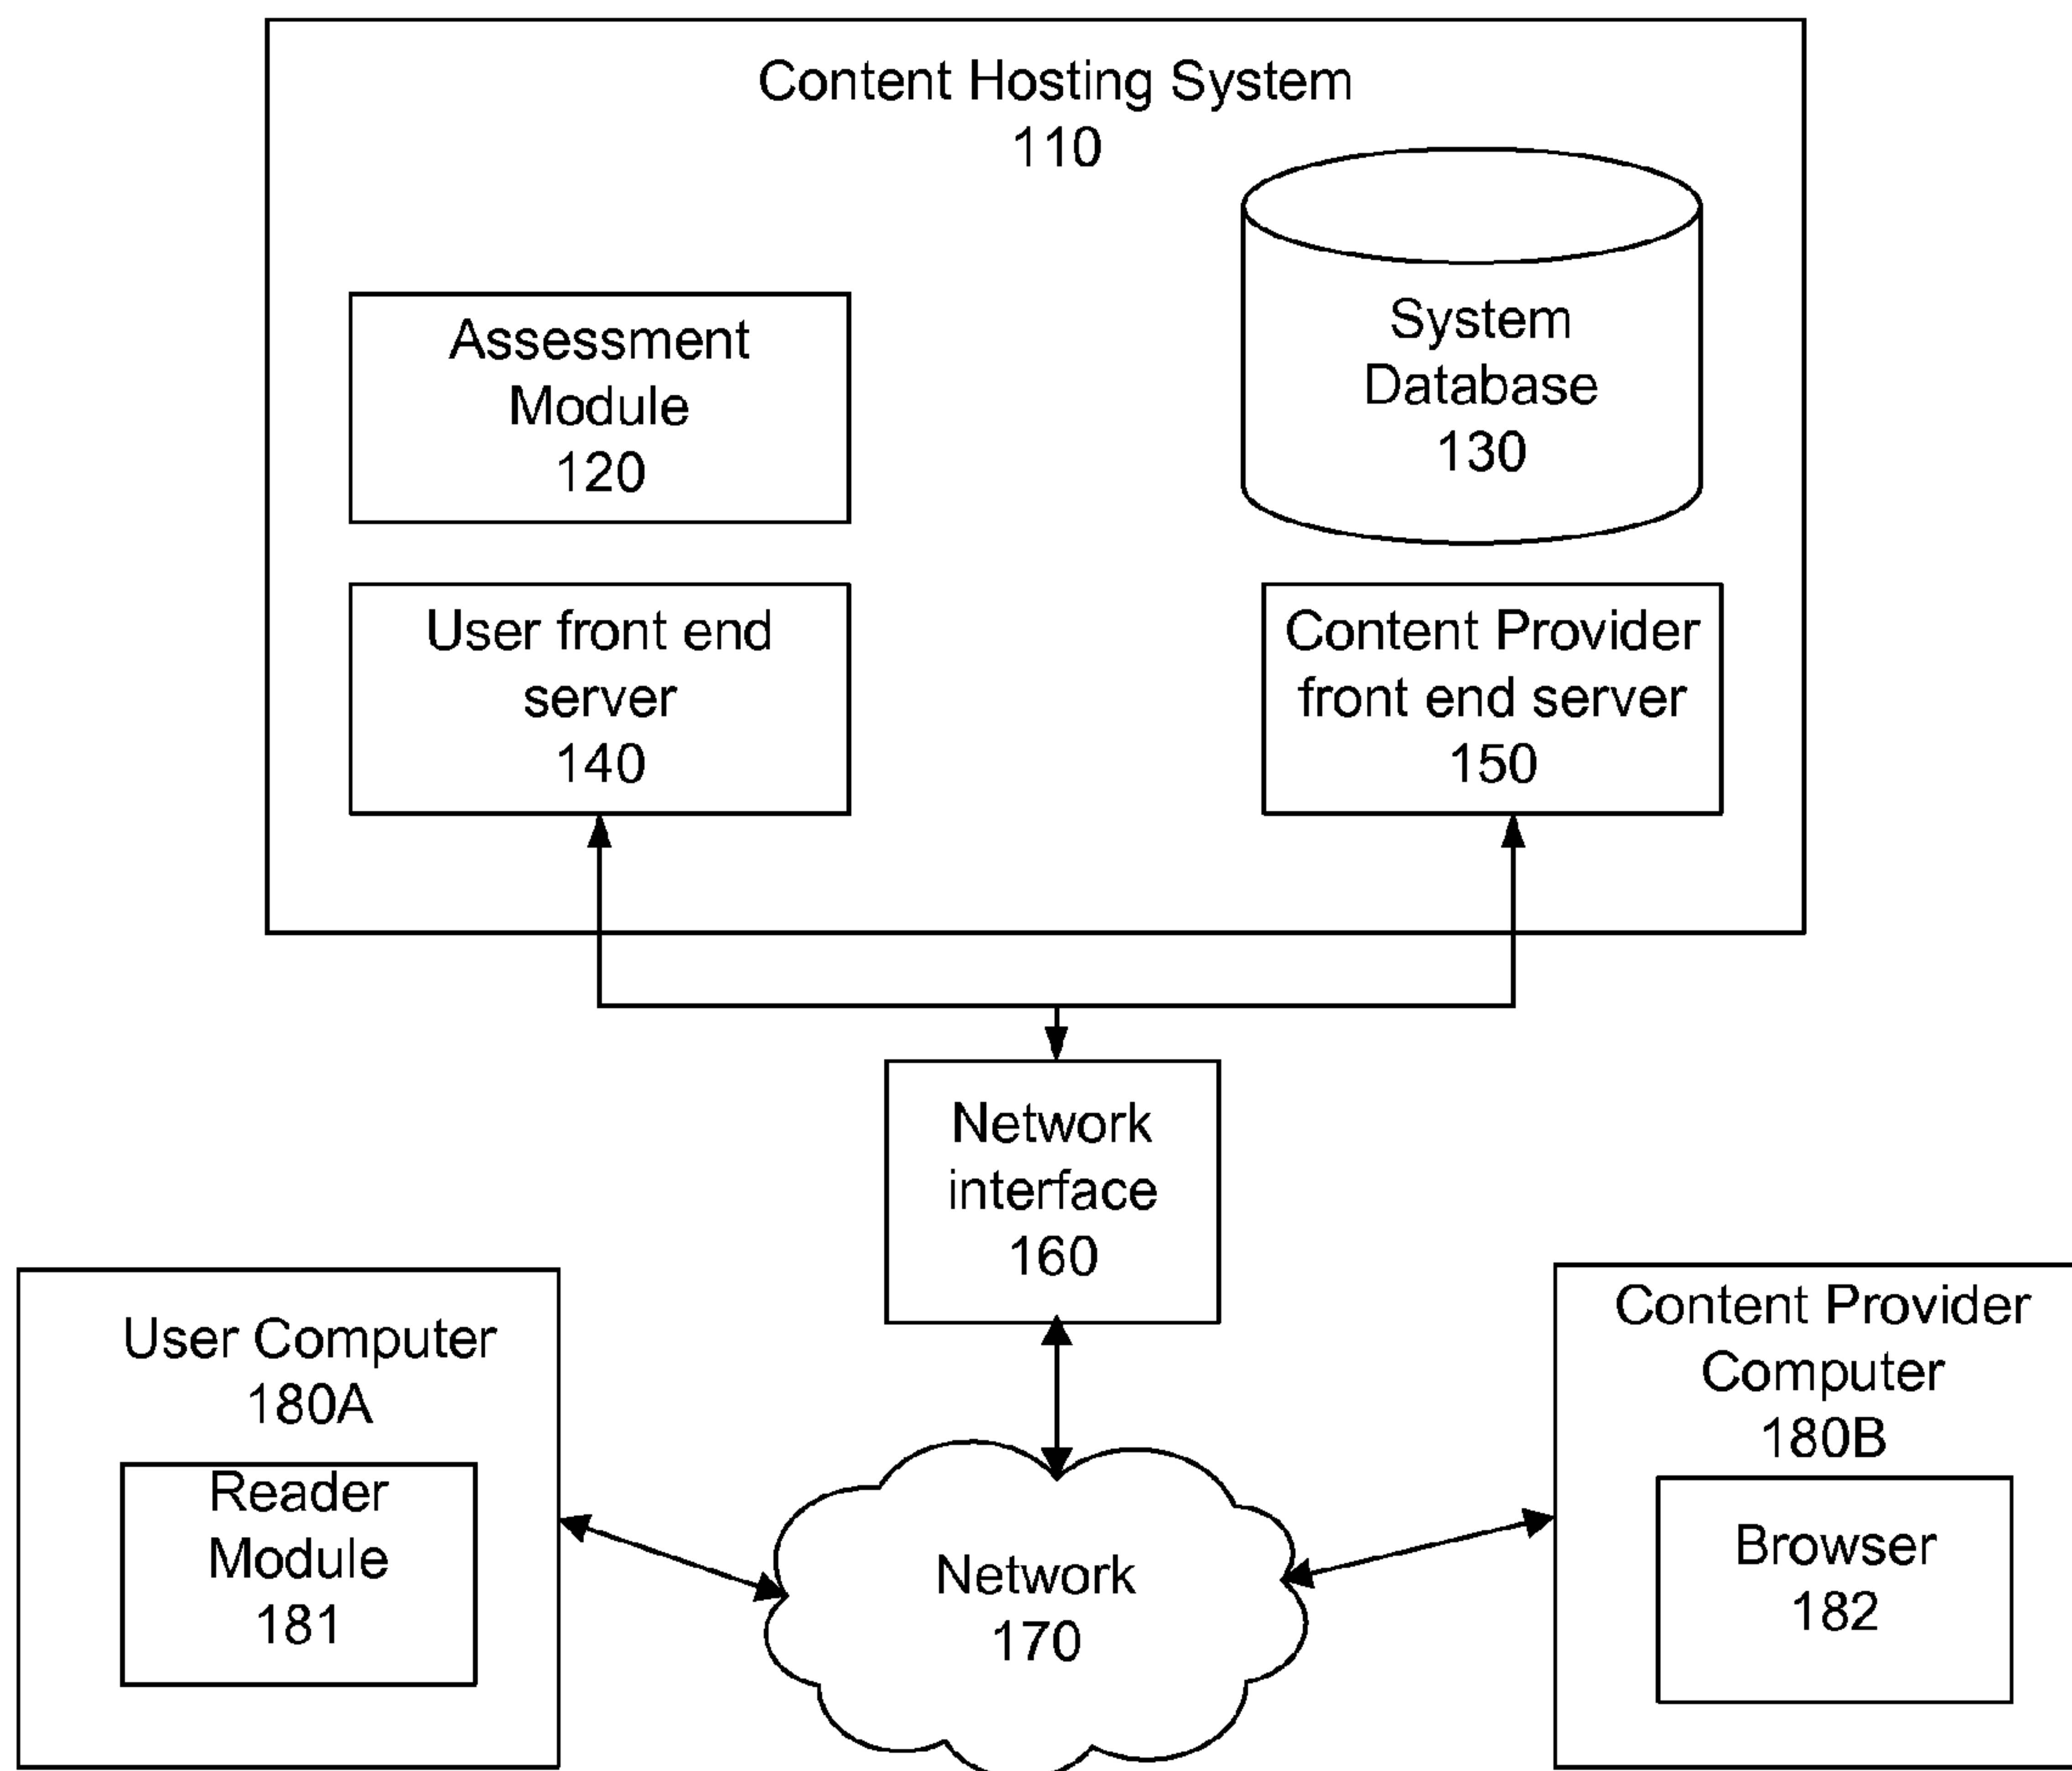 Content Hosting System
110
Assessment
Module
120
System
Database
130
User front end
server
140
Content Provider
front end server
150
Network
interface
160
User Computer
180A
Reader
Module
181
Network
170
Content Provider
Computer
180B
Browser
182